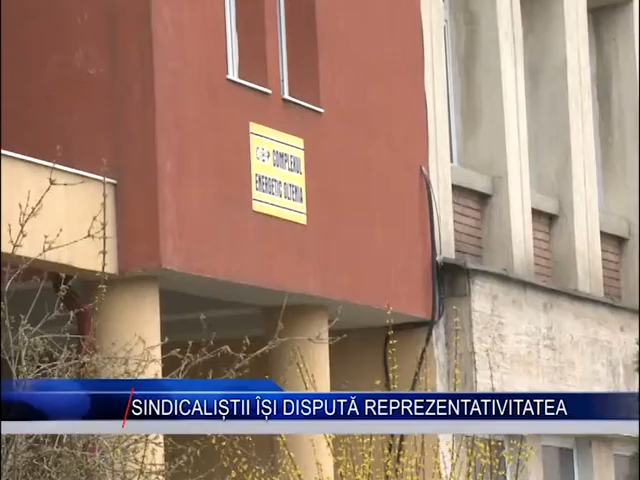 COMPLEXUL
ENERGETIC OLTENIA
SINDICALIȘTII ÎȘI DISPUTĂ REPREZENTATIVITATEA